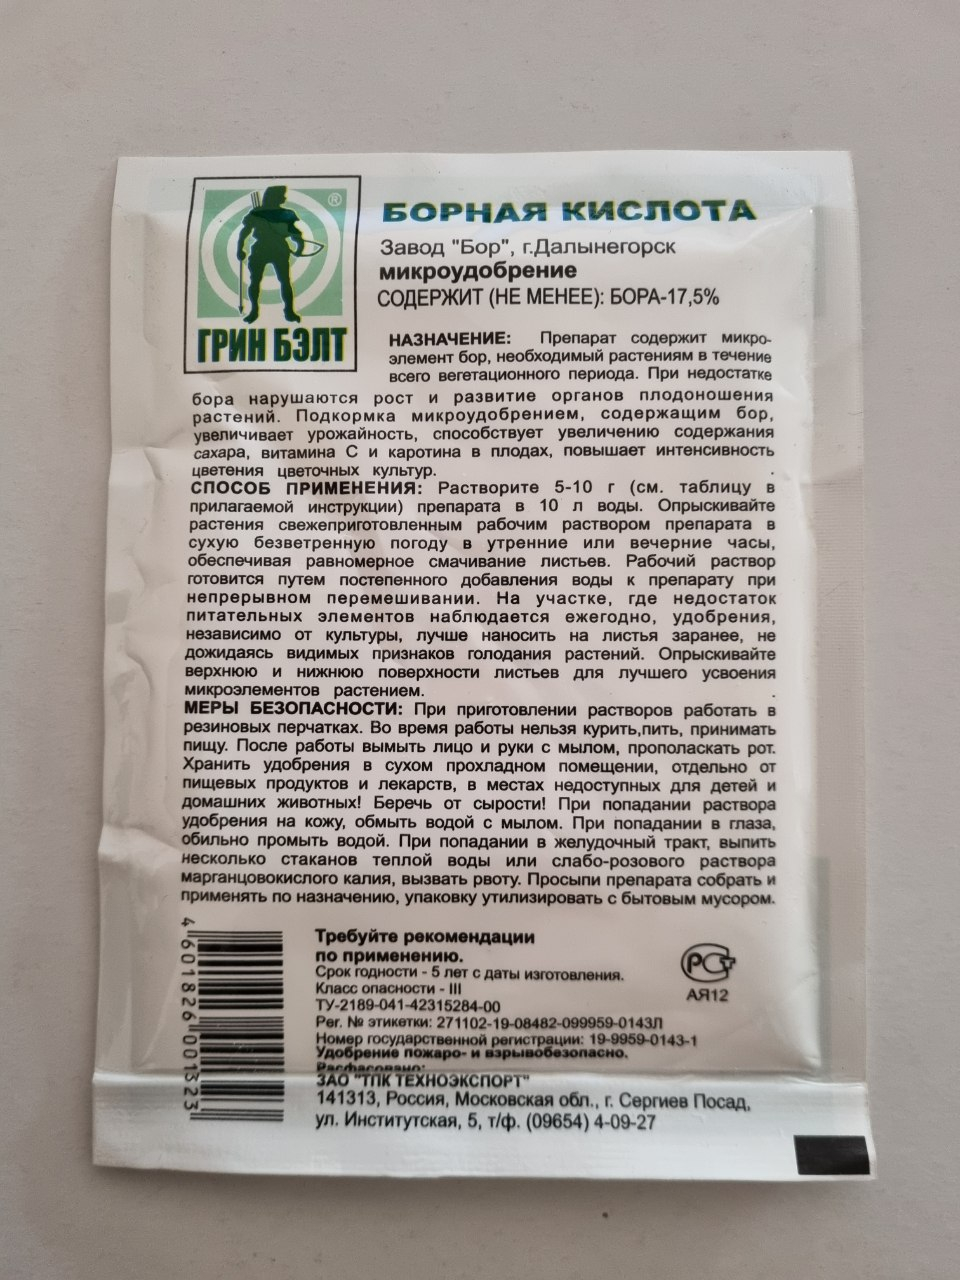 ®
ГРИН БЭЛТ
БОРНАЯ КИСЛОТА
Завод "Бор", г.Далынегорск
микроудобрение
СОДЕРЖИТ (НЕ МЕНЕЕ): БОРА-17,5%
НАЗНАЧЕНИЕ: Препарат содержит микро-
элемент бор, необходимый растениям в течение
всего вегетационного периода. При недостатке
бора нарушаются рост и развитие органов плодоношения
растений. Подкормка микроудобрением, содержащим бор,
увеличивает урожайность, способствует увеличению содержания
сахара, витамина С и каротина в плодах, повышает интенсивность
цветения цветочных культур.
СПОСОБ ПРИМЕНЕНИЯ: Растворите 5-10 г (см. таблицу в
прилагаемой инструкции) препарата в 10 л воды. Опрыскивайте
растения свежеприготовленным рабочим раствором препарата в
сухую безветренную погоду в утренние или вечерние часы,
обеспечивая равномерное смачивание листьев. Рабочий раствор
готовится путем постепенного добавления воды к препарату при
непрерывном перемешивании. На участке, где недостаток
питательных элементов наблюдается ежегодно, удобрения,
независимо от культуры, лучше наносить на листья заранее, не
дожидаясь видимых признаков голодания растений. Опрыскивайте
верхнюю и нижнюю поверхности листьев для лучшего усвоения
микроэлементов растением.
МЕРЫ БЕЗОПАСНОСТИ: При приготовлении растворов работать в
резиновых перчатках. Во время работы нельзя курить,пить, принимать
пищу. После работы вымыть лицо и руки с мылом, прополаскать рот.
Хранить удобрения в сухом прохладном помещении, отдельно от
пищевых продуктов и лекарств, в местах недоступных для детей и
домашних животных! Беречь от сырости! При попадании раствора
удобрения на кожу, обмыть водой с мылом. При попадании в глаза,
обильно промыть водой. При попадании в желудочный тракт, выпить
несколько стаканов теплой воды или слабо-розового раствора
марганцовокислого калия, вызвать рвоту. Просыпи препарата собрать и
применять по назначению, упаковку утилизировать с бытовым мусором.
4 601826 001323
Требуйте рекомендации
по применению.
Срок годности - 5 лет с даты изготовления.
Класс опасности - III
ТУ-2189-041-42315284-00
Рег. № этикетки: 271102-19-08482-099959-0143Л
Номер государственной регистрации: 19-9959-0143-1
Удобрение пожаро- и взрывобезопасно.
Расфасовано:
ЗАО "ТПК ТЕХНОЭКСПОРТ"
141313, Россия, Московская обл., г. Сергиев Посад,
ул. Институтская, 5, т/ф. (09654) 4-09-27
РСТ
АЯ12